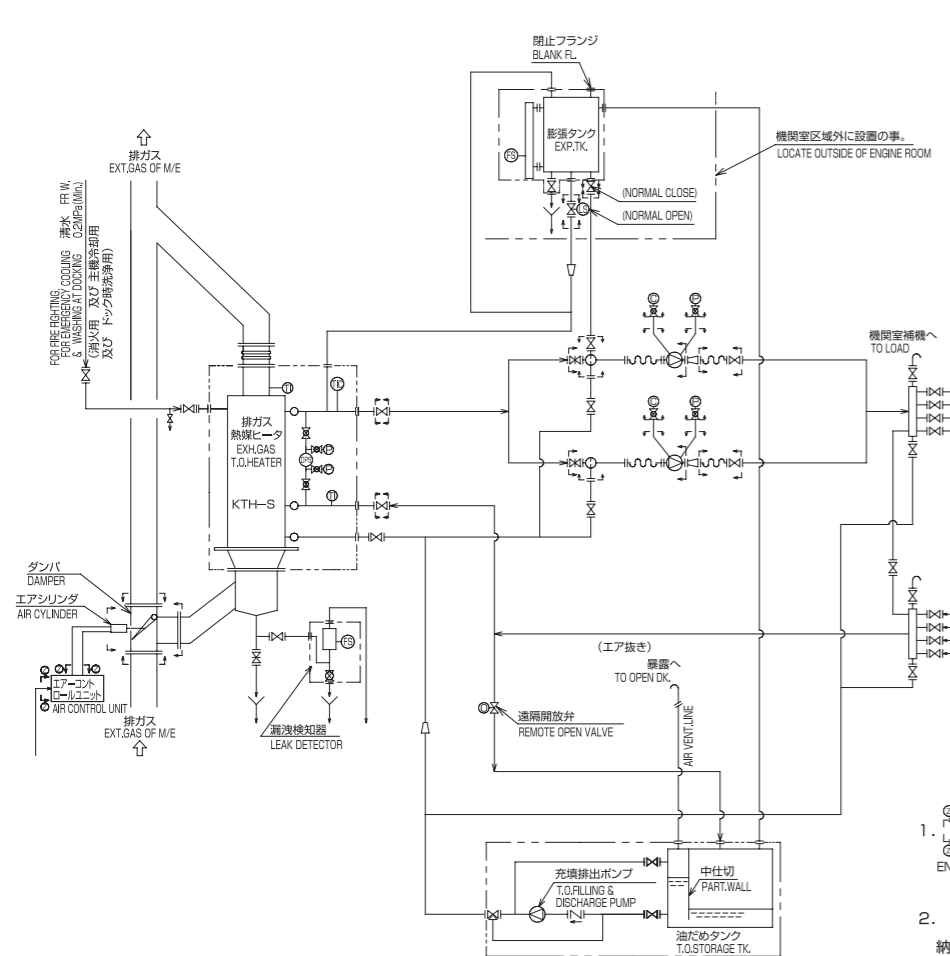 閉止フランジ
BLANK FL.
膨張タンク
EXP.TK.
FS
機関室区域外に設置の事。
LOCATE OUTSIDE OF ENGINE ROOM
(NORMAL CLOSE)
LS
(NORMAL OPEN)
排ガス
EXT.GAS OF M/E
FOR FIRE FIGHTING, 清水 FR W.
FOR EMERGENCY COOLING 0.2MPa(Min.)
& WASHING AT DOCKING
(消火用 及び 主機冷却用
及び ドック時洗浄用)
C
P
C
P
機関室補機へ
TO LOAD
TI
TIC
排ガス
熱媒ヒータ
EXH.GAS
T.O.HEATER
KTH-S
P
DPS
P
TI
ダンパ
DAMPER
エアシリンダ
AIR CYLINDER
エアーコント
ロールユニット
AIR CONTROL UNIT
排ガス
EXT.GAS OF M/E
FS
漏洩検知器
LEAK DETECTOR
(エア抜き)
暴露へ
TO OPEN DK.
遠隔開放弁
REMOTE OPEN VALVE
AIR VENT.LINE
充填排出ポンプ
T.O.FILLING &
DISCHARGE PUMP
中仕切
PART.WALL
油だめタンク
T.O.STORAGE TK.
1.
EN
2.
納